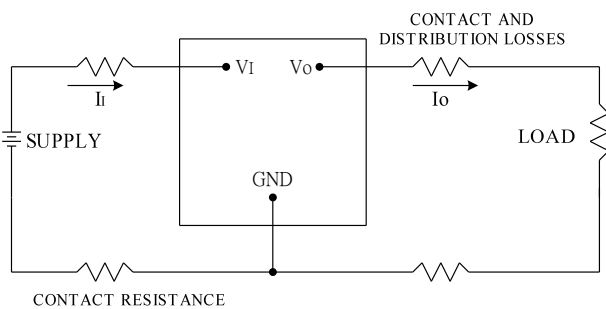 CONTACT AND
DISTRIBUTION LOSSES
VI
VO
II
IO
SUPPLY
LOAD
GND
CONTACT RESISTANCE